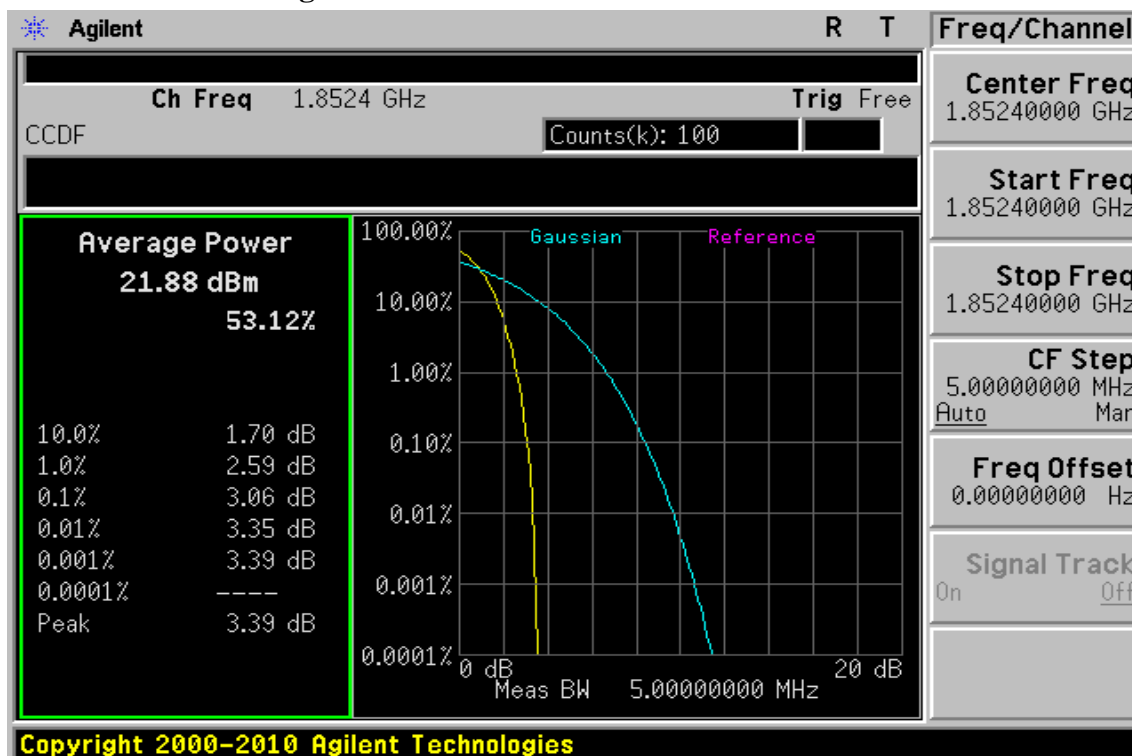 Agilent R T
Ch Freq 1.8524 GHz Trig Free
CCDF Counts(k): 100
Average Power
21.88 dBm
53.12%
10.0% 1.70 dB
1.0% 2.59 dB
0.1% 3.06 dB
0.01% 3.35 dB
0.001% 3.39 dB
0.0001% ----
Peak 3.39 dB
Gaussian Reference
100.00%
10.00%
1.00%
0.10%
0.01%
0.001%
0.0001%
0 dB 20 dB
Meas BW 5.00000000 MHz
Freq/Channel
Center Freq
1.85240000 GHz
Start Freq
1.85240000 GHz
Stop Freq
1.85240000 GHz
CF Step
5.00000000 MHz
Auto Man
Freq Offset
0.00000000 Hz
Signal Track
On Off
Copyright 2000-2010 Agilent Technologies